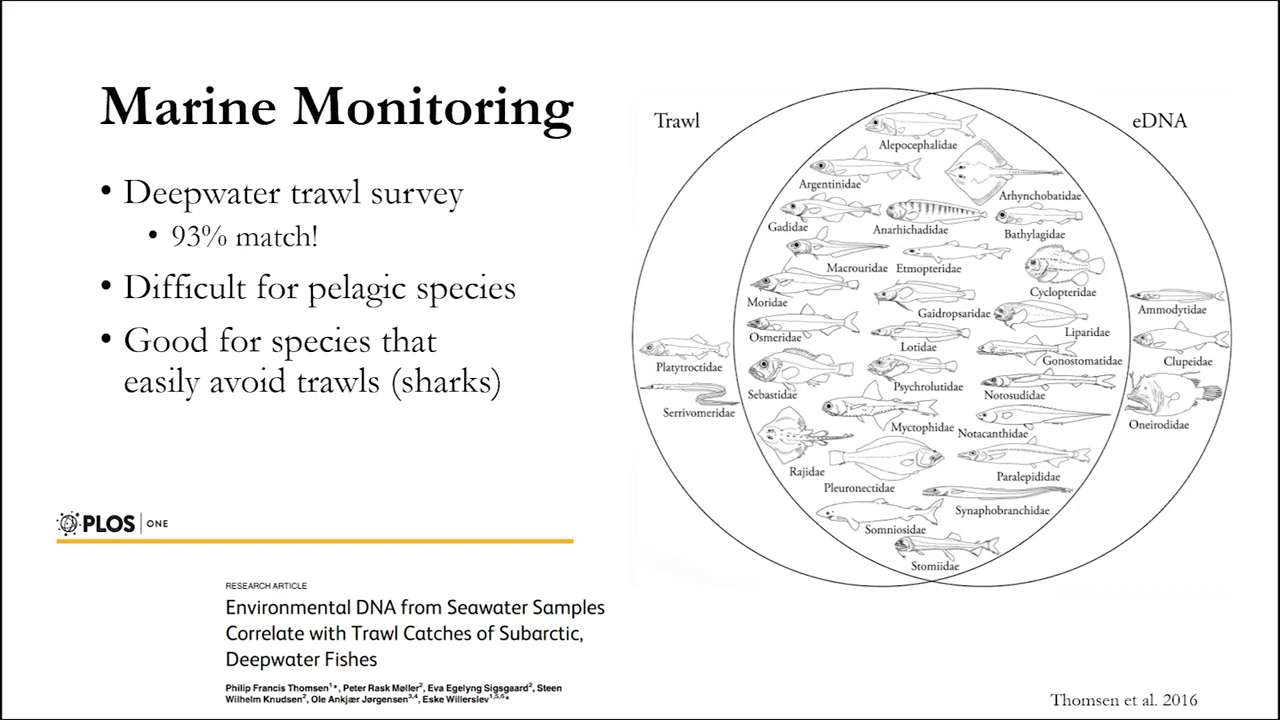 Marine Monitoring
• Deepwater trawl survey
• 93% match!
• Difficult for pelagic species
• Good for species that
easily avoid trawls (sharks)
PLOS | ONE
RESEARCH ARTICLE
Environmental DNA from Seawater Samples
Correlate with Trawl Catches of Subarctic,
Deepwater Fishes
Philip Francis Thomsen1*, Peter Rask Møller2, Eva Egelyng Sigsgaard2, Steen
Wilhelm Knudsen2, Ole Ankjær Jørgensen3,4, Eske Willerslev1,5,6*
Trawl
eDNA
Alepocephalidae
Argentinidae
Arhynchobatidae
Gadidae
Anarhichadidae
Bathylagidae
Macrouridae
Etmopteridae
Cyclopteridae
Moridae
Gaidropsaridae
Ammodytidae
Osmeridae
Lotidae
Liparidae
Platytroctidae
Gonostomatidae
Clupeidae
Sebastidae
Psychrolutidae
Notosudidae
Serrivomeridae
Myctophidae
Notacanthidae
Oneirodidae
Rajidae
Pleuronectidae
Paralepididae
Synaphobranchidae
Somniosidae
Stomiidae
Thomsen et al. 2016